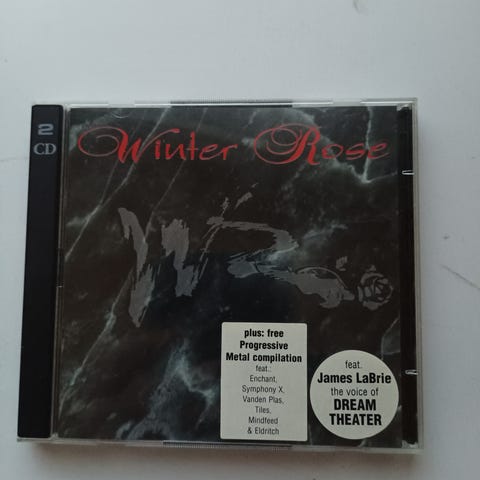 2
CD
Winter Rose
WR
plus: free
Progressive
Metal compilation
feat.:
Enchant,
Symphony X,
Vanden Plas,
Tiles,
Mindfeed
& Eldritch
feat.
James LaBrie
the voice of
DREAM
THEATER